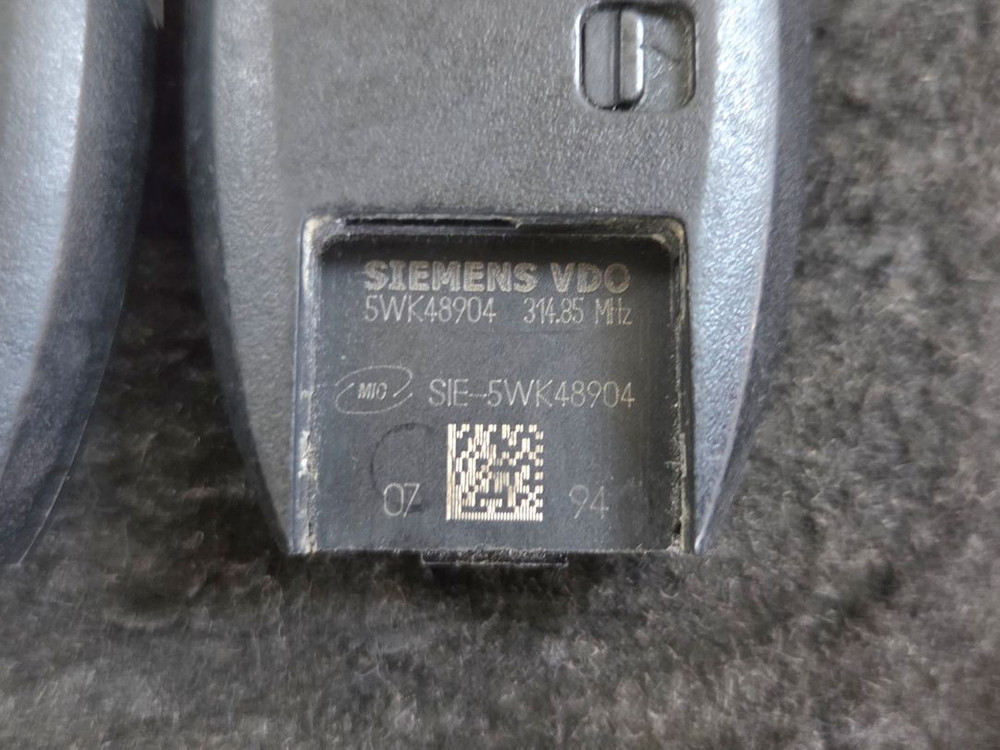 SIEMENS VDO
5WK48904 314.85 MHz
MIC SIE-5WK48904
07 94